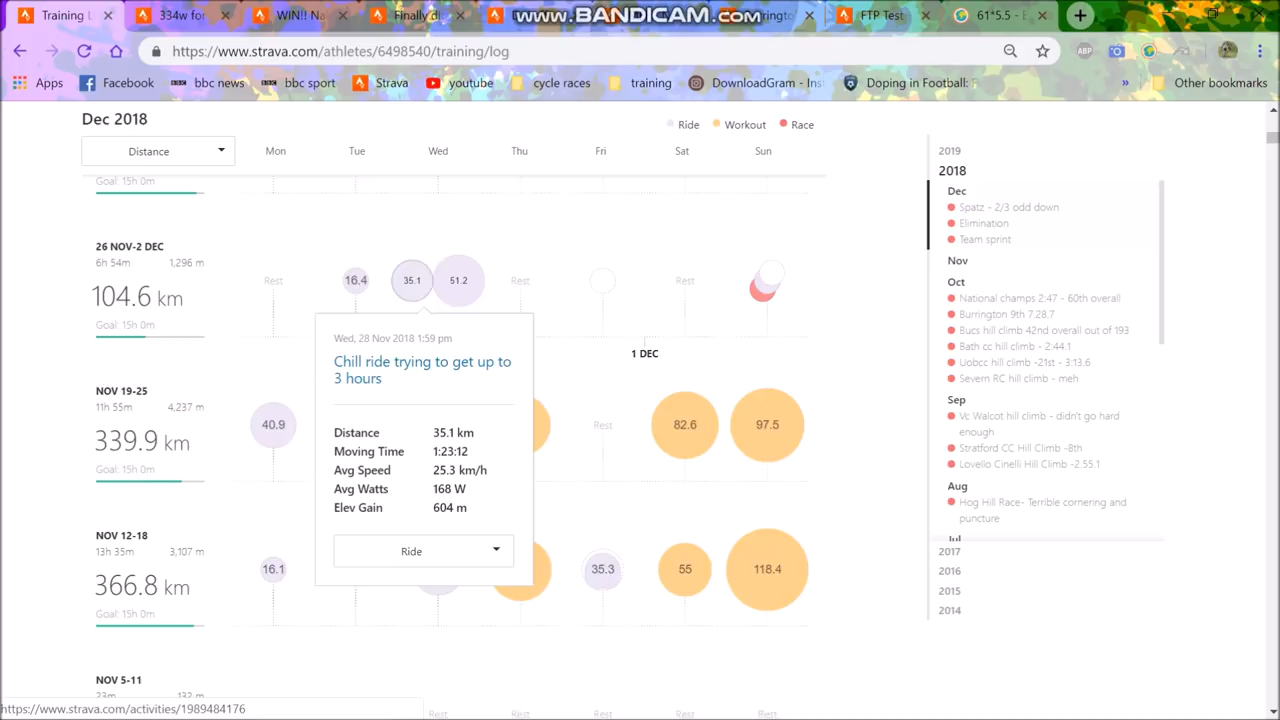 Training L
334w for
WIN!! Na
Finally di
www.BANDICAM.com
rringto
FTP Test
61*5.5 - E
https://www.strava.com/athletes/6498540/training/log
ABP
Apps
Facebook
bbc news
bbc sport
Strava
youtube
cycle races
training
DownloadGram - Inst
Doping in Football: F
»
Other bookmarks
Dec 2018
Ride
Workout
Race
Distance
Mon
Tue
Wed
Thu
Fri
Sat
Sun
Goal: 15h 0m
26 NOV-2 DEC
6h 54m
1,296 m
104.6 km
Goal: 15h 0m
Rest
16.4
35.1
51.2
Rest
Rest
1 DEC
Wed, 28 Nov 2018 1:59 pm
Chill ride trying to get up to
3 hours
Distance 35.1 km
Moving Time 1:23:12
Avg Speed 25.3 km/h
Avg Watts 168 W
Elev Gain 604 m
Ride
NOV 19-25
11h 55m
4,237 m
339.9 km
Goal: 15h 0m
40.9
Rest
82.6
97.5
NOV 12-18
13h 35m
3,107 m
366.8 km
Goal: 15h 0m
16.1
35.3
55
118.4
NOV 5-11
23m
132 m
Rest
Rest
Rest
Rest
Rest
2019
2018
Dec
Spatz - 2/3 odd down
Elimination
Team sprint
Nov
Oct
National champs 2:47 - 60th overall
Burrington 9th 7.28.7
Bucs hill climb 42nd overall out of 193
Bath cc hill climb - 2:44.1
Uobcc hill climb -21st - 3:13.6
Severn RC hill climb - meh
Sep
Vc Walcot hill climb - didn't go hard
enough
Stratford CC Hill Climb -8th
Lovello Cinelli Hill Climb -2.55.1
Aug
Hog Hill Race- Terrible cornering and
puncture
Jul
2017
2016
2015
2014
https://www.strava.com/activities/1989484176